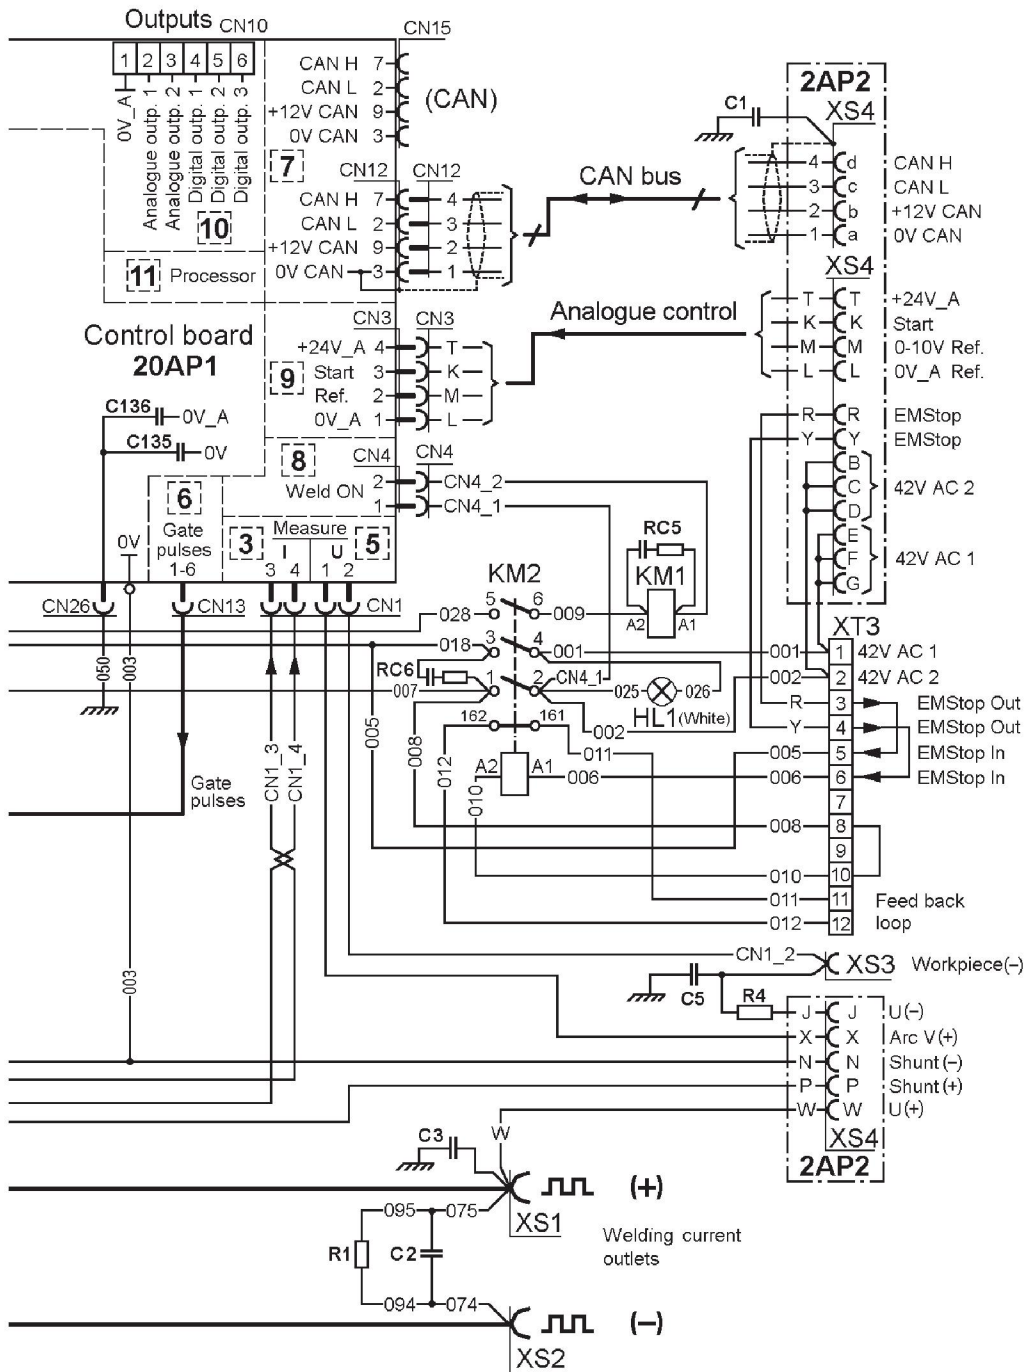 Outputs CN10
1 2 3 4 5 6
0V_A
Analogue outp. 1
Analogue outp. 2
Digital outp. 1
Digital outp. 2
Digital outp. 3
10
7
11 Processor
Control board
20AP1
CN15
CAN H 7
CAN L 2
+12V CAN 9
0V CAN 3
(CAN)
CN12 CN12
CAN H 7 4
CAN L 2 3
+12V CAN 9 2
0V CAN 3 1
CAN bus
2AP2
C1
XS4
4 d CAN H
3 c CAN L
2 b +12V CAN
1 a 0V CAN
XS4
T T +24V_A
K K Start
M M 0-10V Ref.
L L 0V_A Ref.
R R EMStop
Y Y EMStop
B
C 42V AC 2
D
E
F 42V AC 1
G
Analogue control
CN3 CN3
9
+24V_A 4 T
Start 3 K
Ref. 2 M
0V_A 1 L
C136 0V_A
C135 0V
8
CN4 CN4
Weld ON
2 CN4_2
1 CN4_1
6
Gate
pulses
1-6
0V
3 Measure 5
I U
3 4 1 2
CN26
CN13
CN1
050
003
Gate
pulses
CN1_3
CN1_4
003
RC5
KM1
A2 A1
KM2
028 5 6 009
018 3 4 001 001
RC6
007 1 2 CN4_1
025 026
HL1 (White)
002
002
162 161
011
005
008
012
010
A2 A1
006
XT3
1 42V AC 1
2 42V AC 2
R 3 EMStop Out
Y 4 EMStop Out
005 5 EMStop In
006 6 EMStop In
7
008 8
9
010 10
011 11 Feed back
012 12 loop
CN1_2
XS3 Workpiece(–)
C5
R4
J J U(–)
X X Arc V(+)
N N Shunt(–)
P P Shunt(+)
W W U(+)
XS4
2AP2
C3
W
(+)
XS1
095 075
R1 C2
094 074
Welding current
outlets
(–)
XS2